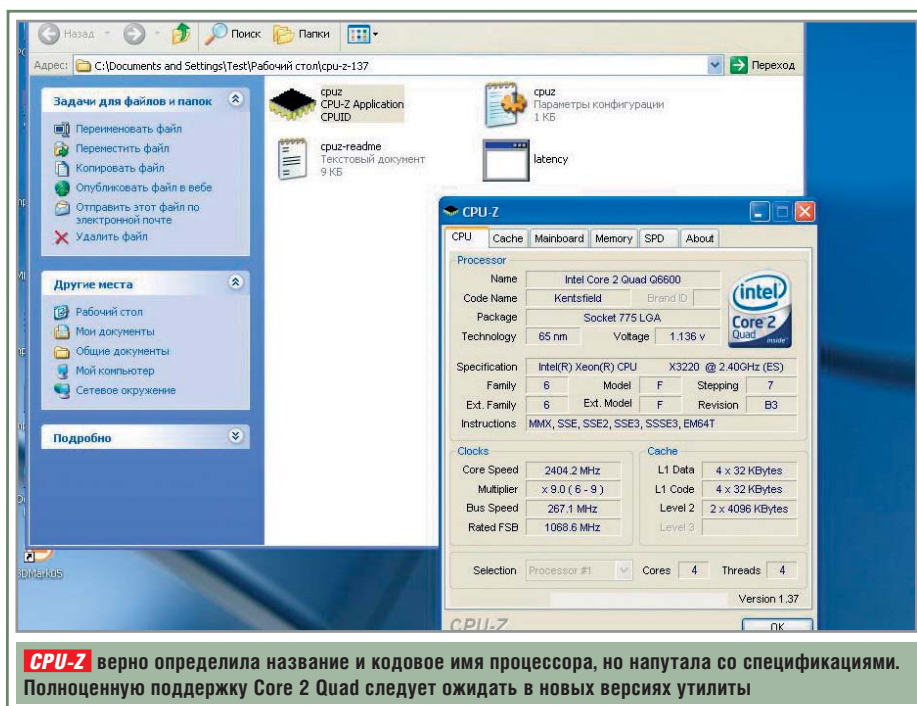 Назад
Поиск
Папки
Адрес: C:\Documents and Settings\Test\Рабочий стол\cpu-z-137
Переход
Задачи для файлов и папок
Переименовать файл
Переместить файл
Копировать файл
Опубликовать файл в вебе
Отправить этот файл по
электронной почте
Удалить файл
Другие места
Рабочий стол
Мои документы
Общие документы
Мой компьютер
Сетевое окружение
Подробно
cpuz
CPU-Z Application
CPUID
cpuz
Параметры конфигурации
1 КБ
cpuz-readme
Текстовый документ
9 КБ
latency
CPU-Z
CPU Cache Mainboard Memory SPD About
Processor
Name Intel Core 2 Quad Q6600
Code Name Kentsfield Brand ID
Package Socket 775 LGA
Technology 65 nm Voltage 1.136 v
intel
Core 2
Quad inside
Specification Intel(R) Xeon(R) CPU X3220 @ 2.40GHz (ES)
Family 6 Model F Stepping 7
Ext. Family 6 Ext. Model F Revision B3
Instructions MMX, SSE, SSE2, SSE3, SSSE3, EM64T
Clocks
Core Speed 2404.2 MHz
Multiplier x 9.0 ( 6 - 9 )
Bus Speed 267.1 MHz
Rated FSB 1068.6 MHz
Cache
L1 Data 4 x 32 KBytes
L1 Code 4 x 32 KBytes
Level 2 2 x 4096 KBytes
Level 3
Selection Processor #1 Cores 4 Threads 4
Version 1.37
CPU-Z
OK
3DMark05
CPU-Z верно определила название и кодовое имя процессора, но напутала со спецификациями.
Полноценную поддержку Core 2 Quad следует ожидать в новых версиях утилиты